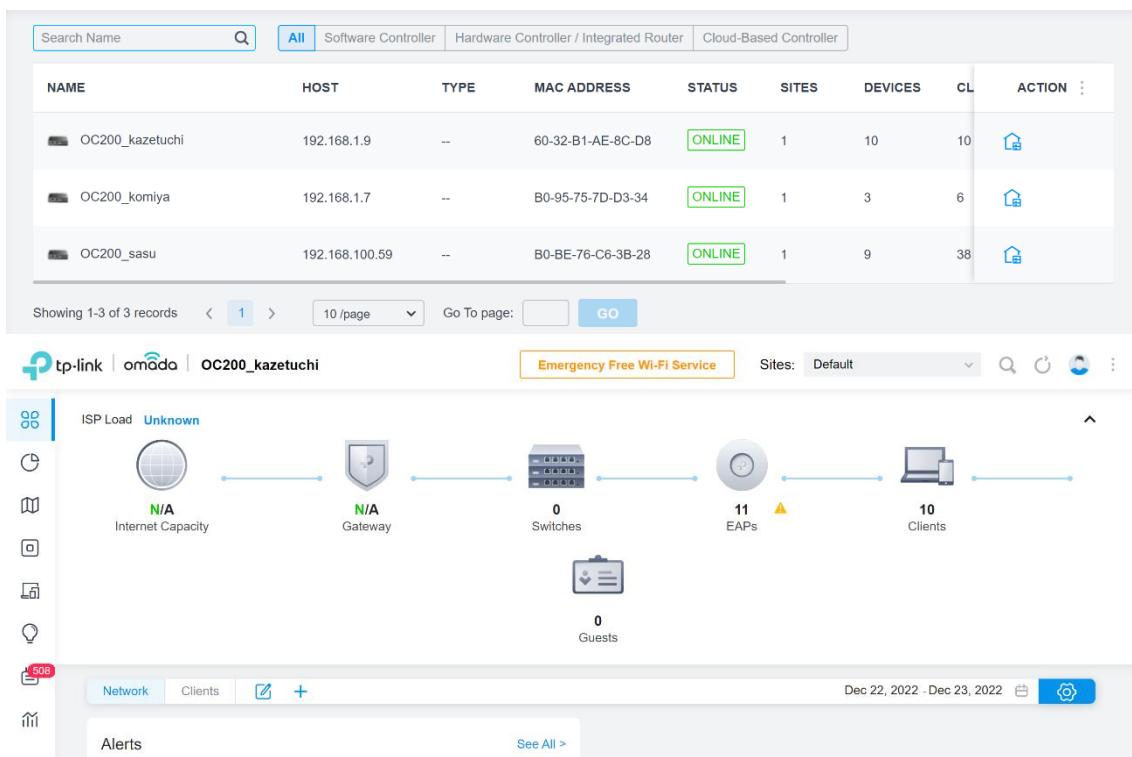 Search Name All Software Controller Hardware Controller / Integrated Router Cloud-Based Controller
NAME HOST TYPE MAC ADDRESS STATUS SITES DEVICES CL ACTION
OC200_kazetuchi 192.168.1.9 -- 60-32-B1-AE-8C-D8 ONLINE 1 10 10
OC200_komiya 192.168.1.7 -- B0-95-75-7D-D3-34 ONLINE 1 3 6
OC200_sasu 192.168.100.59 -- B0-BE-76-C6-3B-28 ONLINE 1 9 38
Showing 1-3 of 3 records < 1 > 10 /page Go To page: GO
tp-link omada OC200_kazetuchi Emergency Free Wi-Fi Service Sites: Default
ISP Load Unknown
N/A N/A 0 11 10
Internet Capacity Gateway Switches EAPs Clients
0
Guests
508
Network Clients Dec 22, 2022 - Dec 23, 2022
Alerts See All >